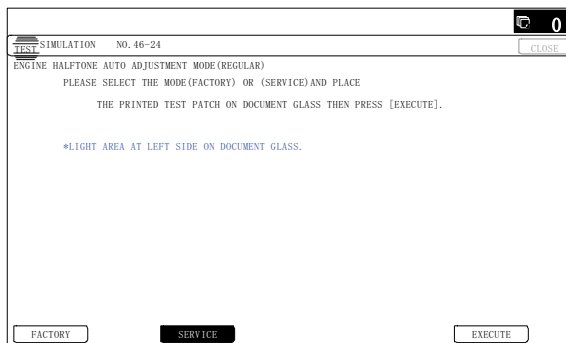 0
TEST SIMULATION NO. 46-24
CLOSE
ENGINE HALFTONE AUTO ADJUSTMENT MODE(REGULAR)
PLEASE SELECT THE MODE(FACTORY) OR (SERVICE)AND PLACE
THE PRINTED TEST PATCH ON DOCUMENT GLASS THEN PRESS [EXECUTE].
*LIGHT AREA AT LEFT SIDE ON DOCUMENT GLASS.
FACTORY SERVICE EXECUTE